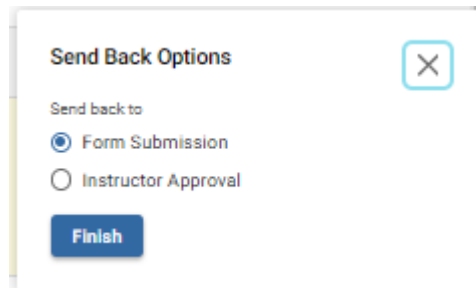 Send Back Options
Send back to
Form Submission
Instructor Approval
Finish